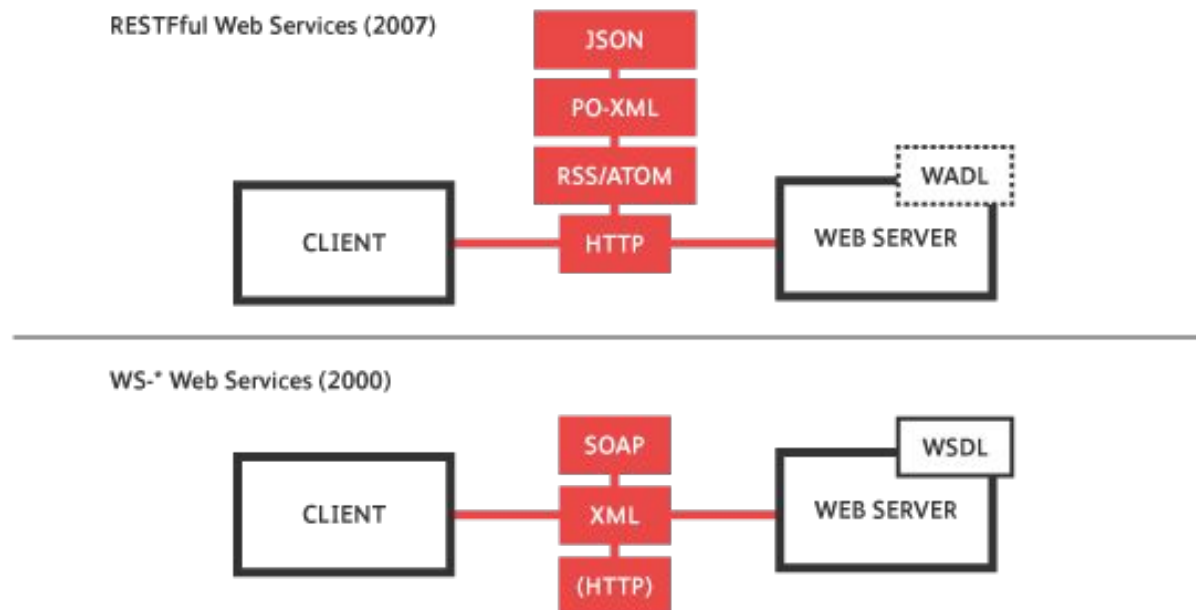 RESTFful Web Services (2007)
JSON
PO-XML
RSS/ATOM
WADL
CLIENT
HTTP
WEB SERVER
WS-* Web Services (2000)
SOAP
WSDL
CLIENT
XML
WEB SERVER
(HTTP)